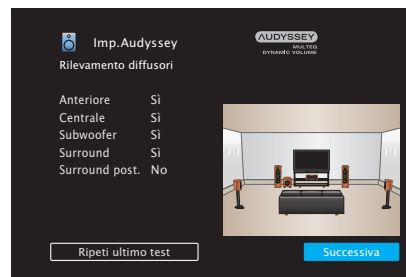 Imp.Audyssey
AUDYSSEY
MULTEQ
DYNAMIC VOLUME
Rilevamento diffusori
Anteriore Sì
Centrale Sì
Subwoofer Sì
Surround Sì
Surround post. No
Ripeti ultimo test
Successiva